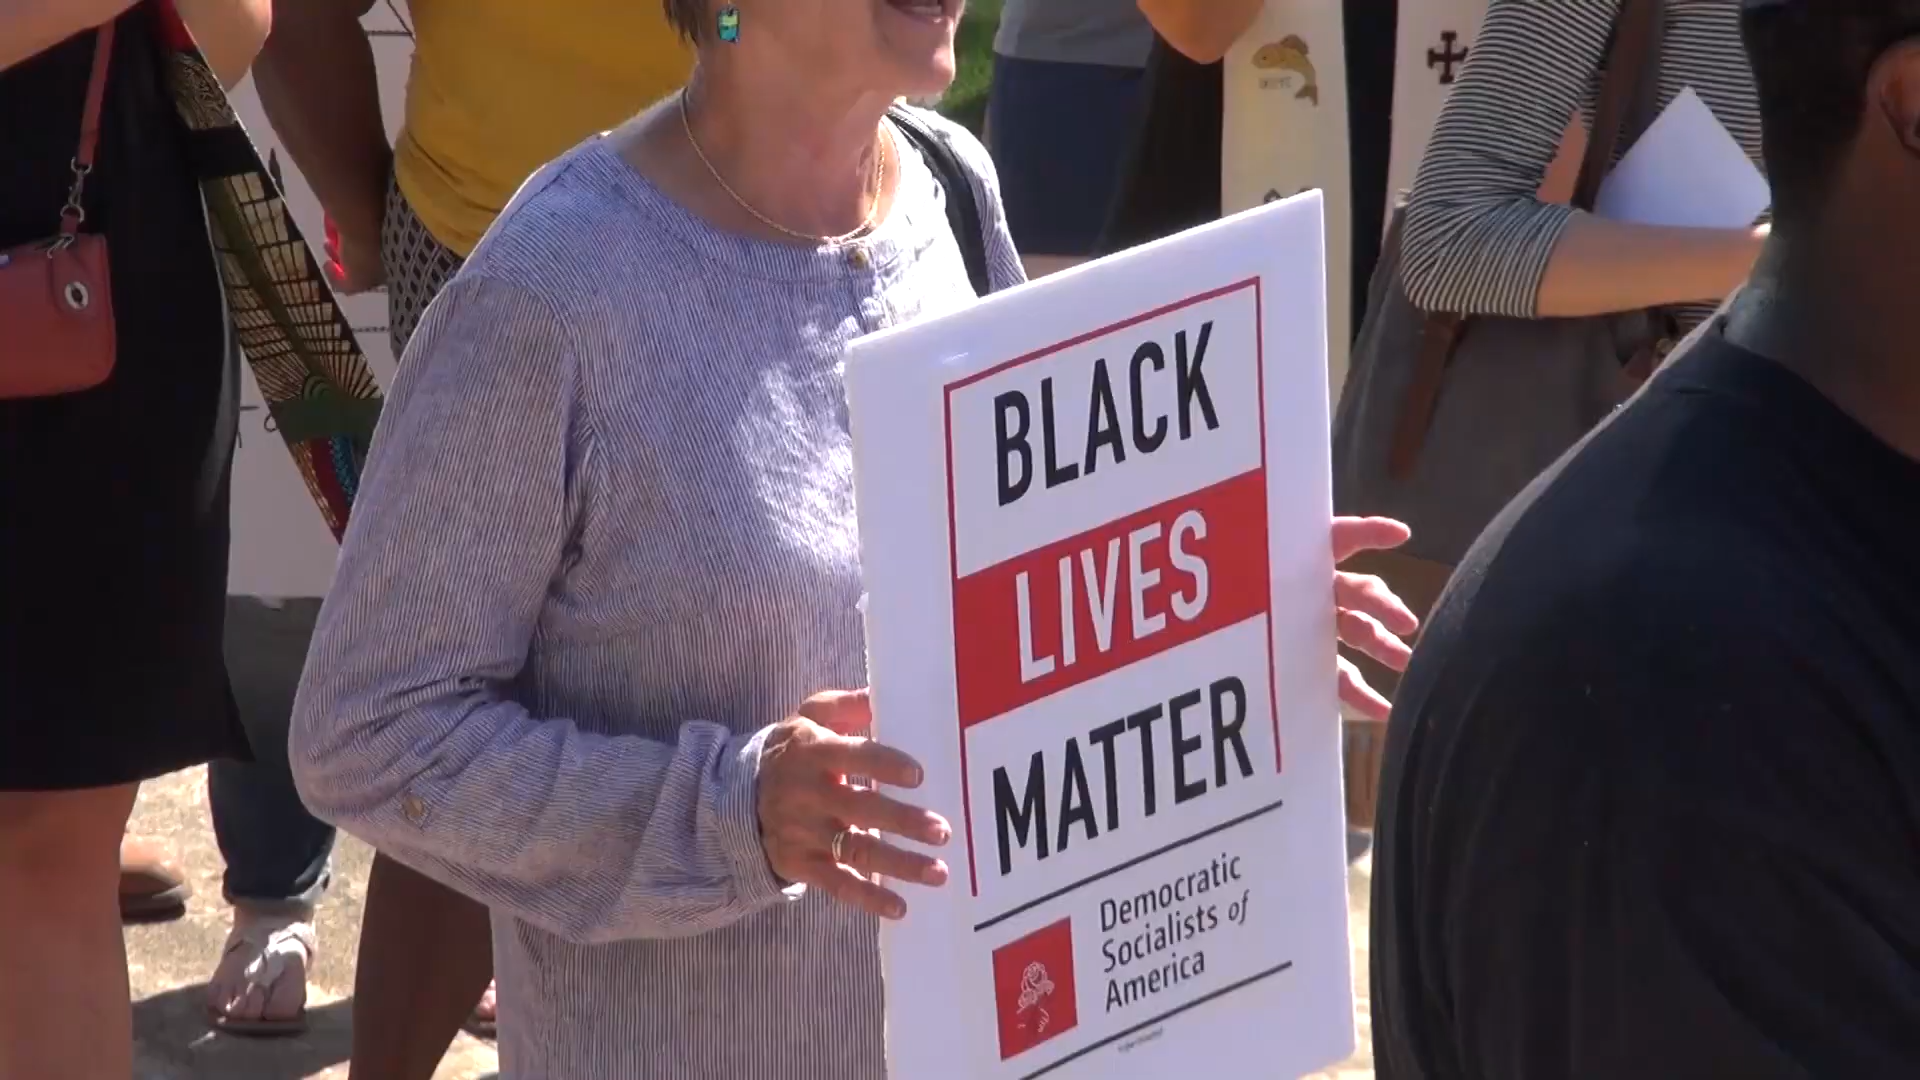 BLACK
LIVES
MATTER
Democratic
Socialists of
America